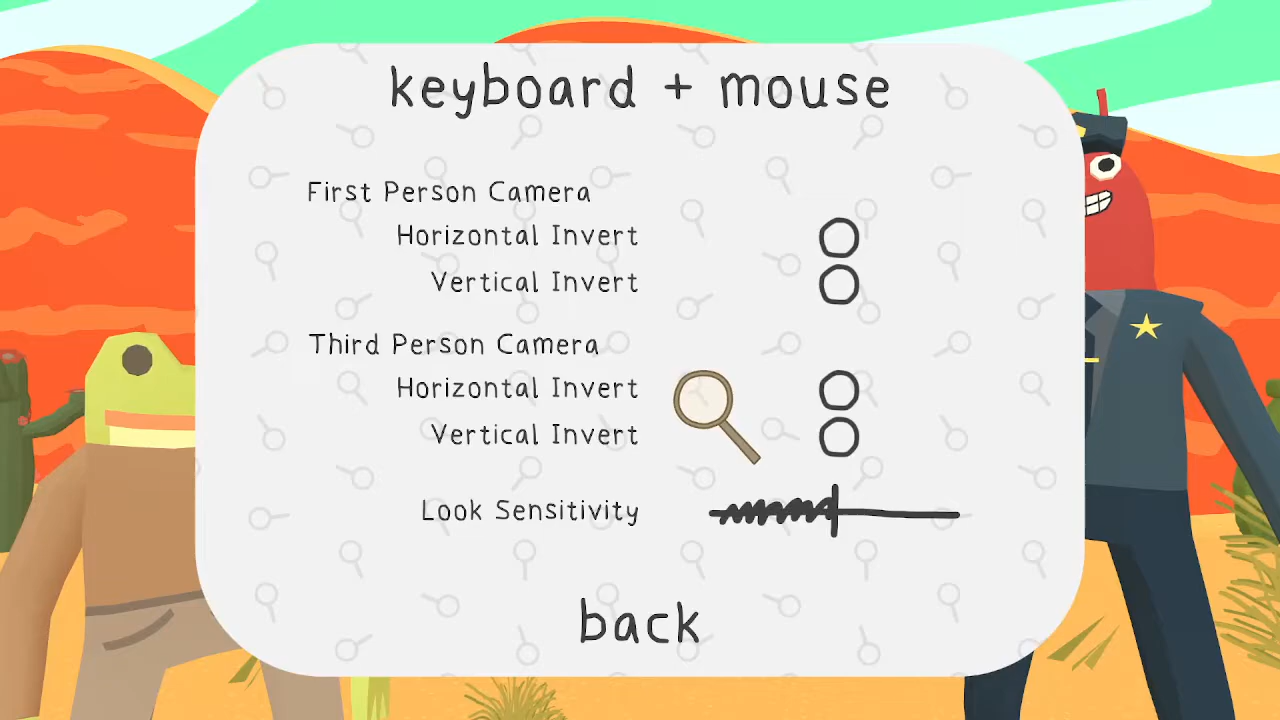 keyboard + mouse
First Person Camera
Horizontal Invert
Vertical Invert
Third Person Camera
Horizontal Invert
Vertical Invert
Look Sensitivity
back